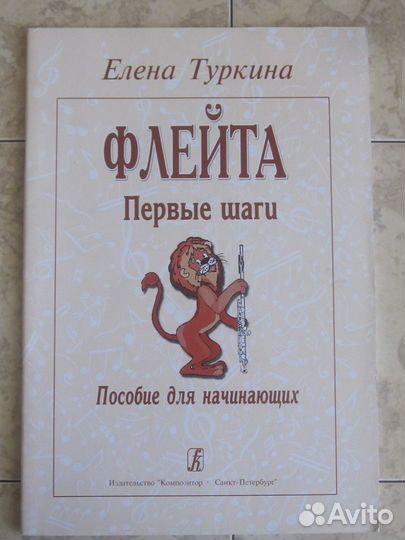 Елена Туркина
ФЛЕЙТА
Первые шаги
Пособие для начинающих
Издательство "Композитор · Санкт-Петербург"
Avito